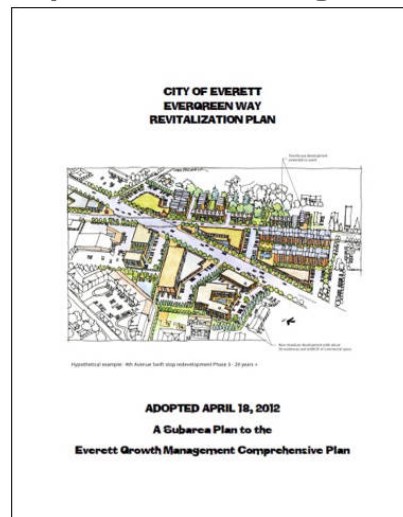 CITY OF EVERETT
EVERGREEN WAY
REVITALIZATION PLAN
Hypothetical example: 4th Avenue Swift stop redevelopment Phase 3 - 20 years +
ADOPTED APRIL 18, 2012
A Subarea Plan to the
Everett Growth Management Comprehensive Plan